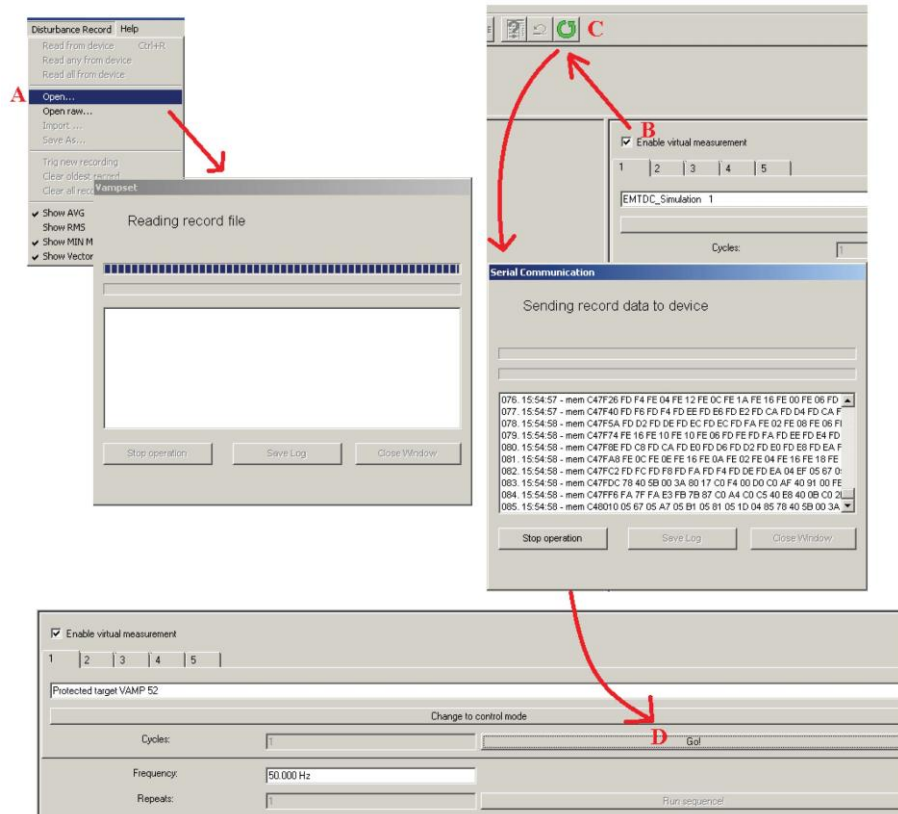 Disturbance Record Help
Read from device Ctrl+R
Read any from device
Read all from device
A
Open...
Open raw...
Import ...
Save As...
Trig new recording
Clear oldest record
Clear all
Show AVG
Show RMS
Show MIN M
Show Vector
Vampset
Reading record file
Stop operation Save Log Close Window
C
B
Enable virtual measurement
1 2 3 4 5
EMTDC_Simulation 1
Cycles: 1
Serial Communication
Sending record data to device
076. 15:54:57 - mem C47F26 FD F4 FE 04 FE 12 FE 0C FE 1A FE 16 FE 00 FE 06 FD
077. 15:54:58 - mem C47F40 FD F6 FD F4 FD EE FD E6 FD E2 FD CA FD D4 FD CA F
078. 15:54:58 - mem C47F5A FD D2 FD DE FD EC FD EC FD FA FE 02 FE 08 FE 06 F
079. 15:54:58 - mem C47F74 FE 16 FE 10 FE 10 FE 06 FD FE FD FA FD EE FD E4 FD
080. 15:54:58 - mem C47F8E FD C8 FD CA FD E0 FD D6 FD D2 FD E0 FD E8 FD EA F
081. 15:54:58 - mem C47FA8 FE 0C FE 0E FE 16 FE 0A FE 02 FE 04 FE 16 FE 18 FE
082. 15:54:58 - mem C47FC2 FD FC FD F8 FD FA FD F4 FD DE FD EA 04 EF 05 67 0
083. 15:54:58 - mem C47FDC 78 40 5B 00 3A 80 17 C0 F4 00 D0 C0 AF 40 91 00 FE
084. 15:54:58 - mem C47FF6 FA 7F FA E3 FB 7B 87 C0 A4 C0 C5 40 E8 40 0B C0 2
085. 15:54:58 - mem C48010 05 67 05 A7 05 B1 05 81 05 1D 04 85 78 40 5B 00 3A
Stop operation Save Log Close Window
Enable virtual measurement
1 2 3 4 5
Protected target VAMP 52
Change to control mode
Cycles: 1 D Go!
Frequency: 50.000 Hz
Repeats: 1 Run sequence!